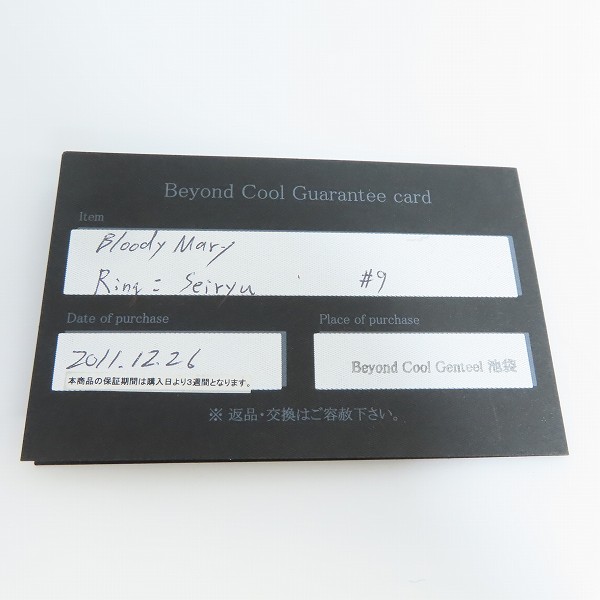 Beyond Cool Guarantee card
Item
Bloody Mary
Ring = Seiryu #9
Date of purchase
Place of purchase
2011.12.26
Beyond Cool Genteel 池袋
本商品の保証期間は購入日より3週間となります。
※ 返品・交換はご容赦下さい。